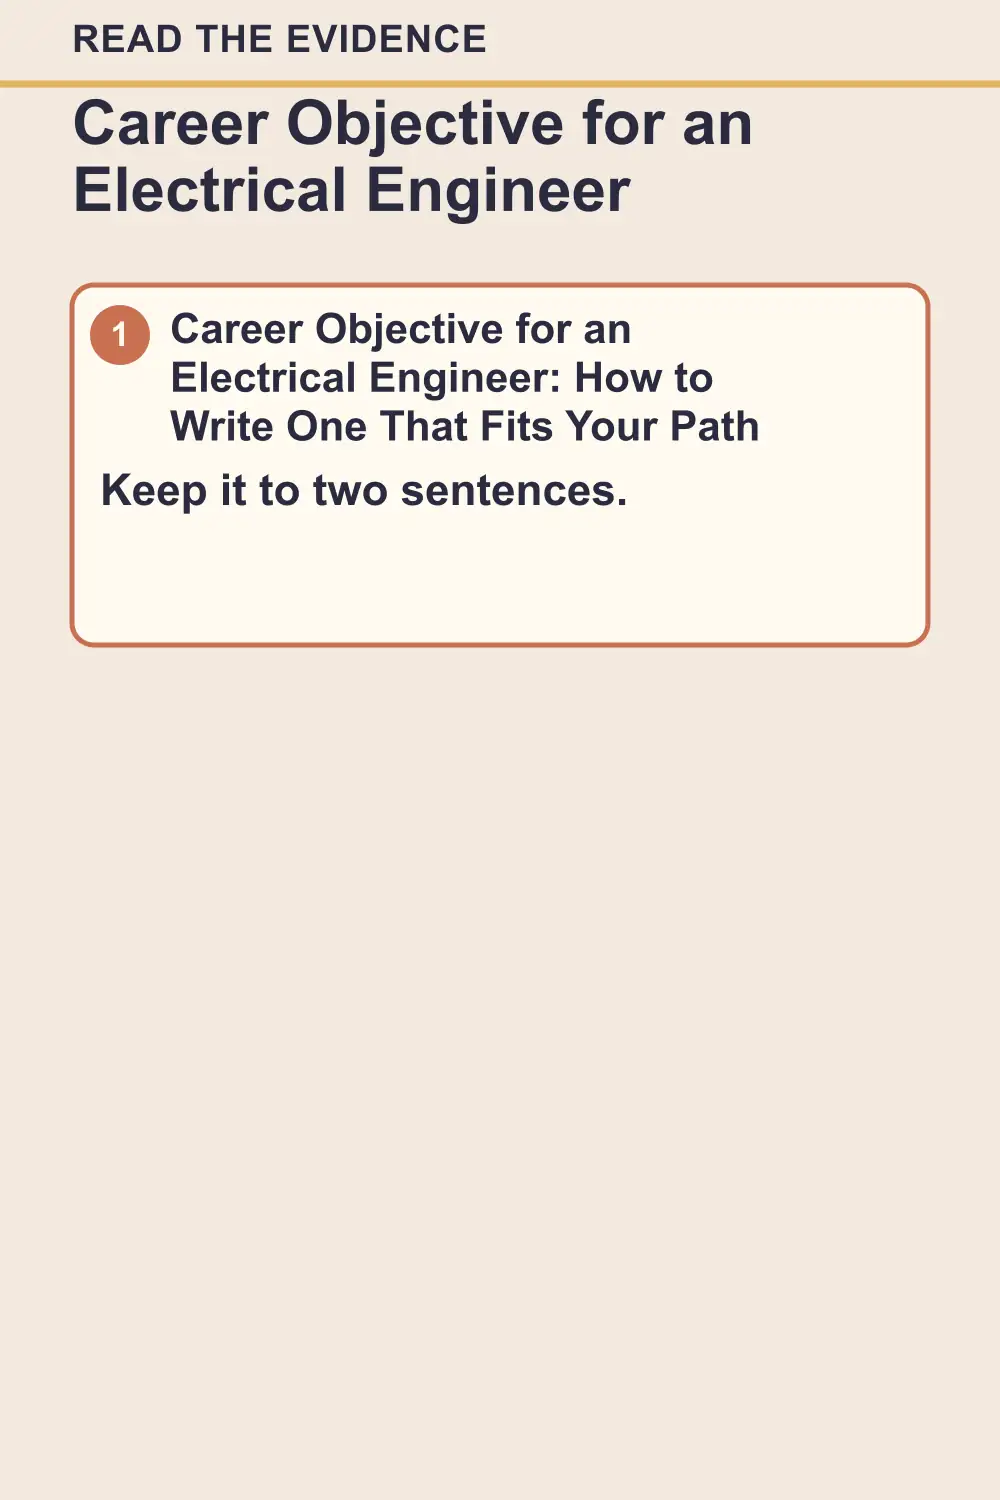 READ THE EVIDENCE
Career Objective for an
Electrical Engineer
1
Career Objective for an
Electrical Engineer: How to
Write One That Fits Your Path
Keep it to two sentences.